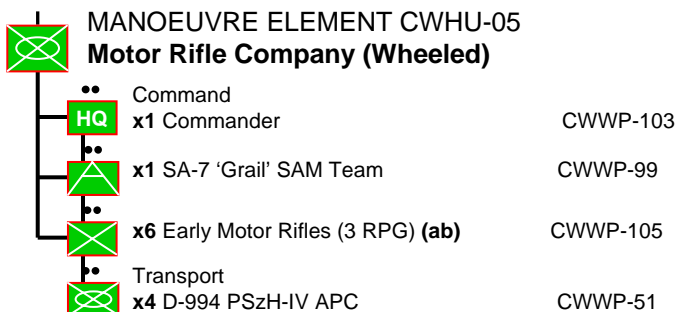 MANOEUVRE ELEMENT CWHU-05
Motor Rifle Company (Wheeled)
Command
HQ x1 Commander CWWP-103
x1 SA-7 ‘Grail’ SAM Team CWWP-99
x6 Early Motor Rifles (3 RPG) (ab) CWWP-105
Transport
x4 D-994 PSzH-IV APC CWWP-51